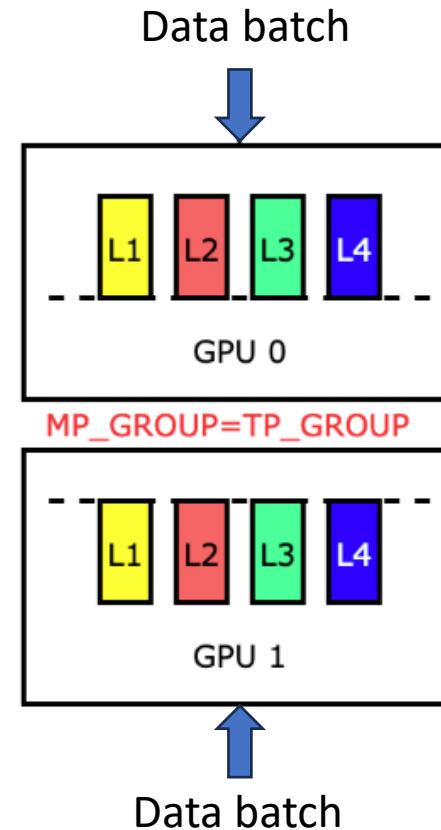 Data batch
L1 L2 L3 L4
GPU 0
MP_GROUP=TP_GROUP
L1 L2 L3 L4
GPU 1
Data batch